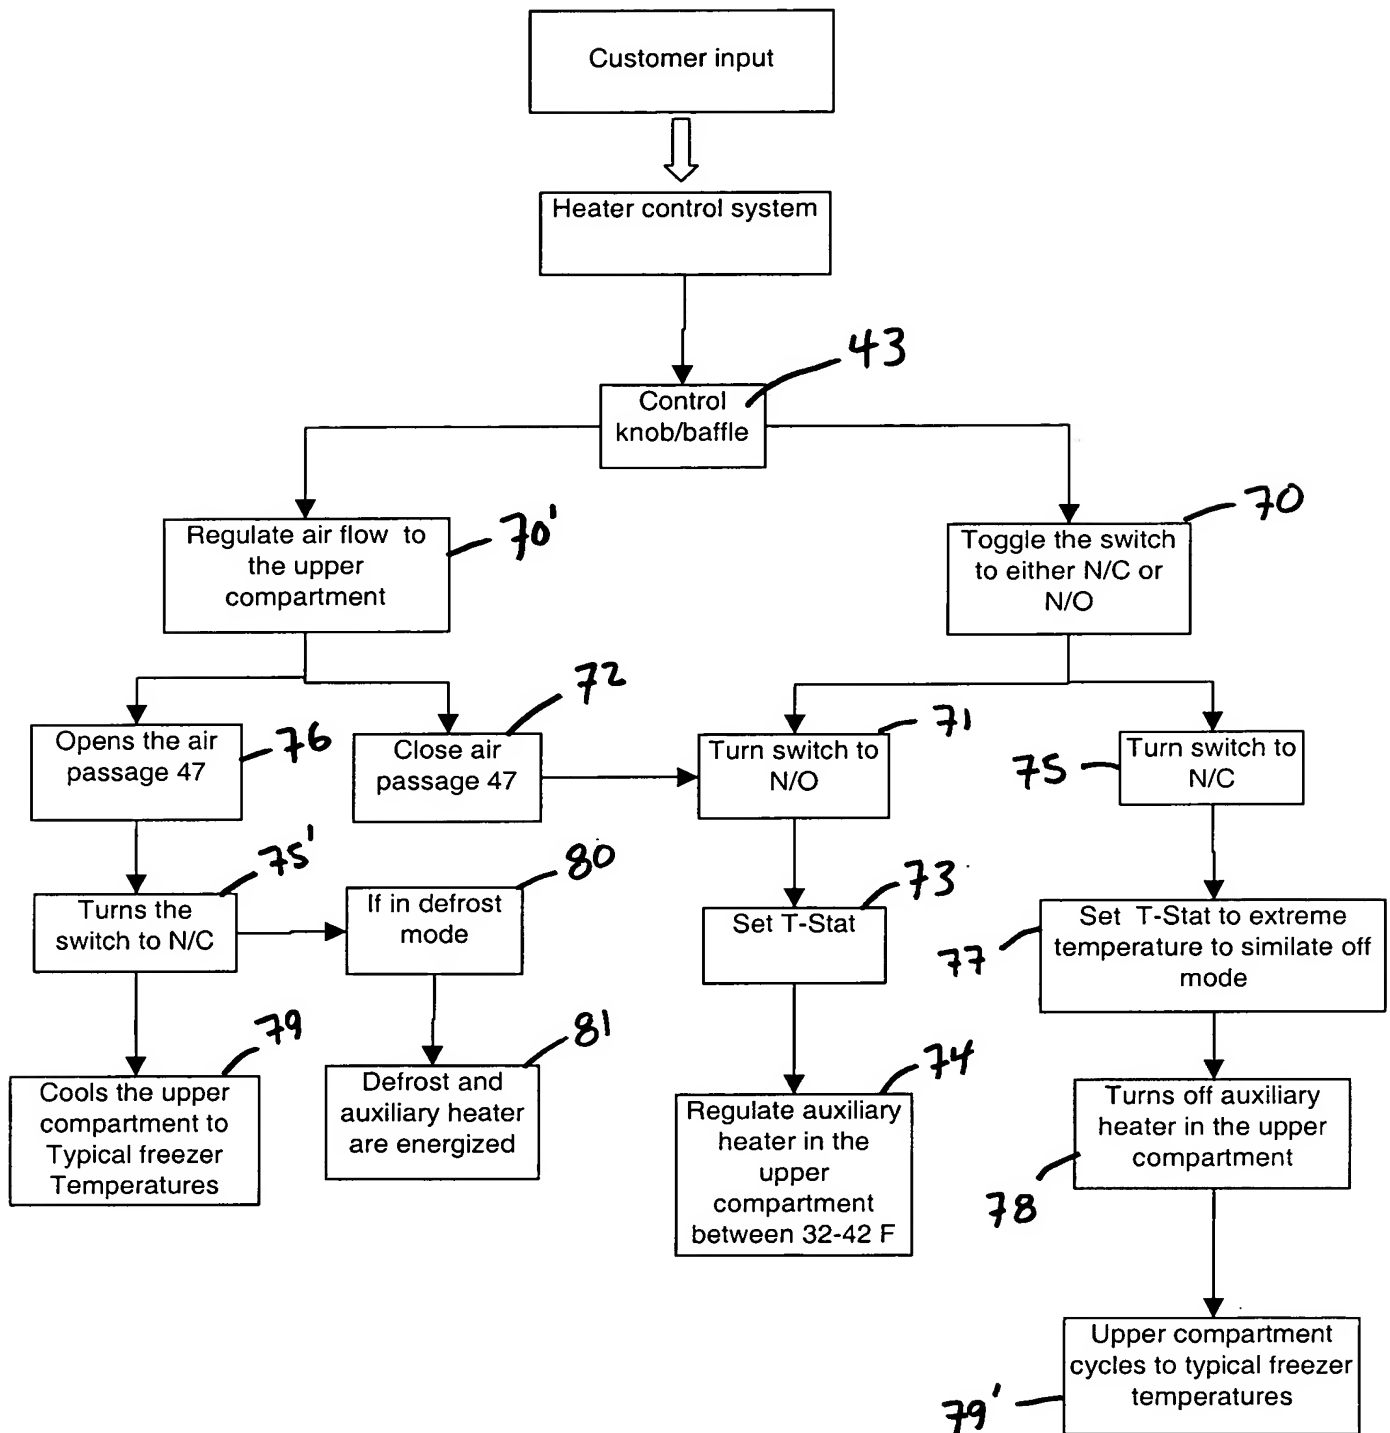 Customer input
Heater control system
43
Control
knob/baffle
70'
Regulate air flow to
the upper
compartment
70
Toggle the switch
to either N/C or
N/O
76
Opens the air
passage 47
72
Close air
passage 47
71
Turn switch to
N/O
75
Turn switch to
N/C
75'
Turns the
switch to N/C
80
If in defrost
mode
73
Set T-Stat
77
Set T-Stat to extreme
temperature to similate off
mode
79
Cools the upper
compartment to
Typical freezer
Temperatures
81
Defrost and
auxiliary heater
are energized
74
Regulate auxiliary
heater in the
upper
compartment
between 32-42 F
78
Turns off auxiliary
heater in the upper
compartment
79'
Upper compartment
cycles to typical freezer
temperatures